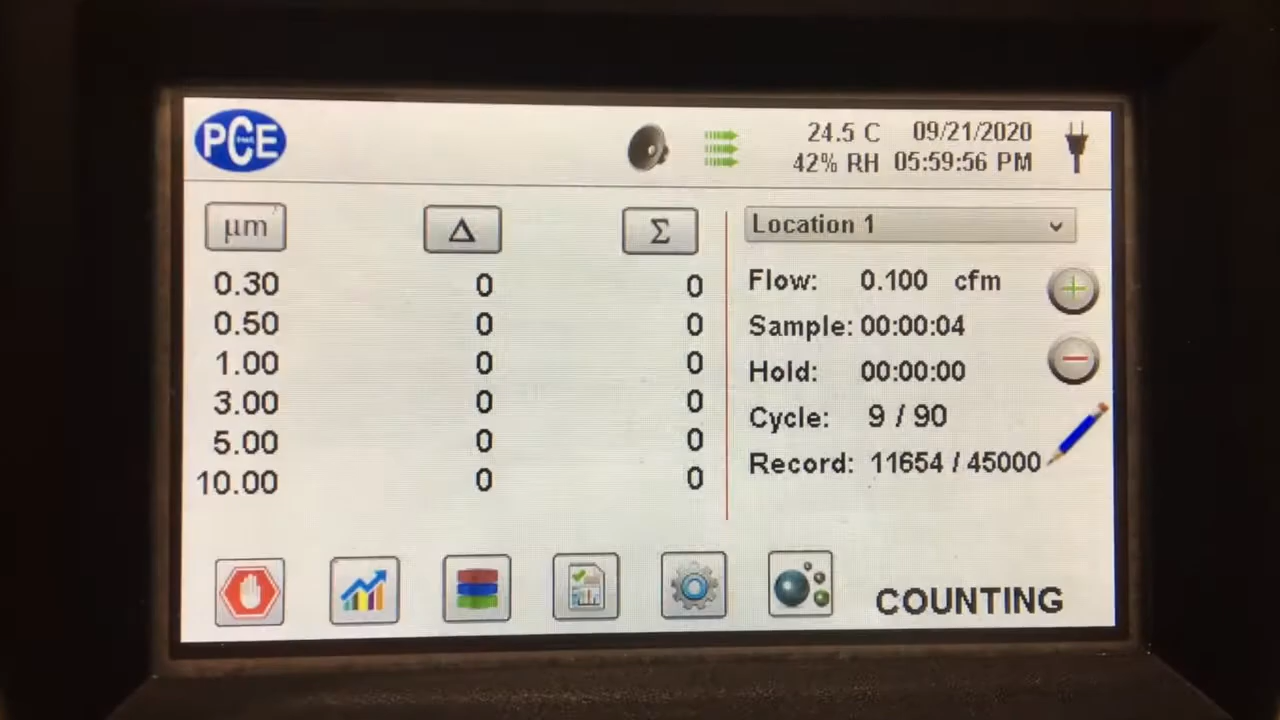 PCE
24.5 C 09/21/2020
42% RH 05:59:56 PM
µm Δ Σ
Location 1
0.30 0 0
Flow: 0.100 cfm
0.50 0 0
Sample: 00:00:04
1.00 0 0
Hold: 00:00:00
3.00 0 0
Cycle: 9 / 90
5.00 0 0
Record: 11654 / 45000
10.00 0 0
COUNTING